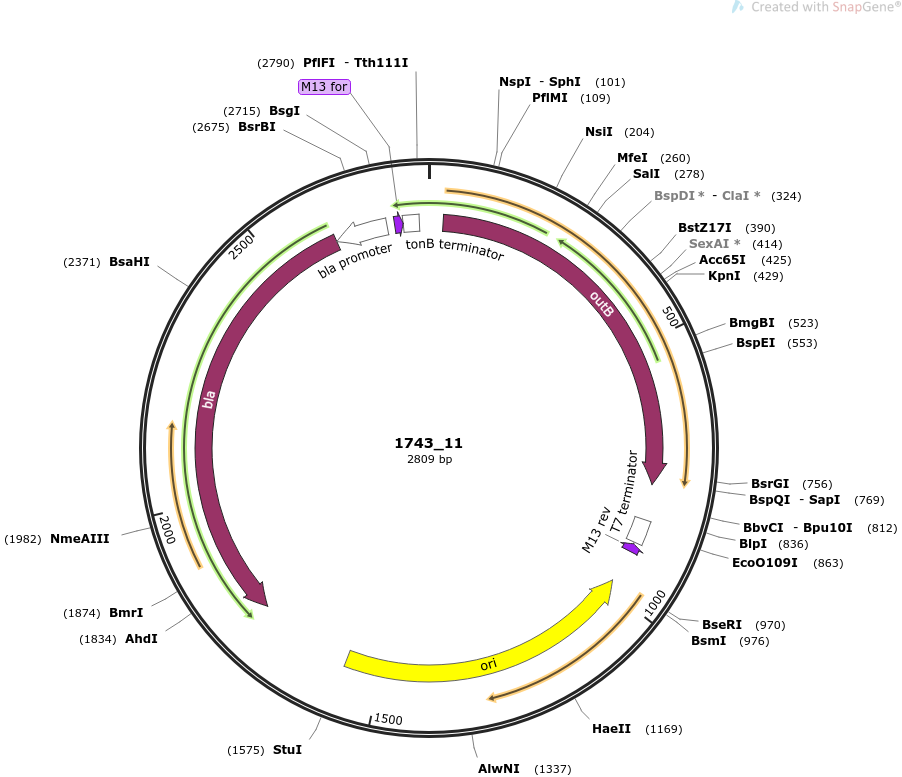 Created with SnapGene®
(2790) PflFI - Tth111I
M13 for
(2715) BsgI
(2675) BsrBI
NspI - SphI (101)
PflMI (109)
NsiI (204)
MfeI (260)
SalI (278)
BspDI * - ClaI * (324)
BstZ17I (390)
SexAI * (414)
Acc65I (425)
KpnI (429)
500
BmgBI (523)
BspEI (553)
BsrGI (756)
BspQI - SapI (769)
BbvCI - Bpu10I (812)
BlpI (836)
EcoO109I (863)
1000
BseRI (970)
BsmI (976)
HaeII (1169)
AlwNI (1337)
1500
(1575) StuI
(1834) AhdI
(1874) BmrI
(1982) NmeAIII
2000
(2371) BsaHI
2500
bla promoter
tonB terminator
outB
bla
T7 terminator
M13 rev
ori
1743_11
2809 bp